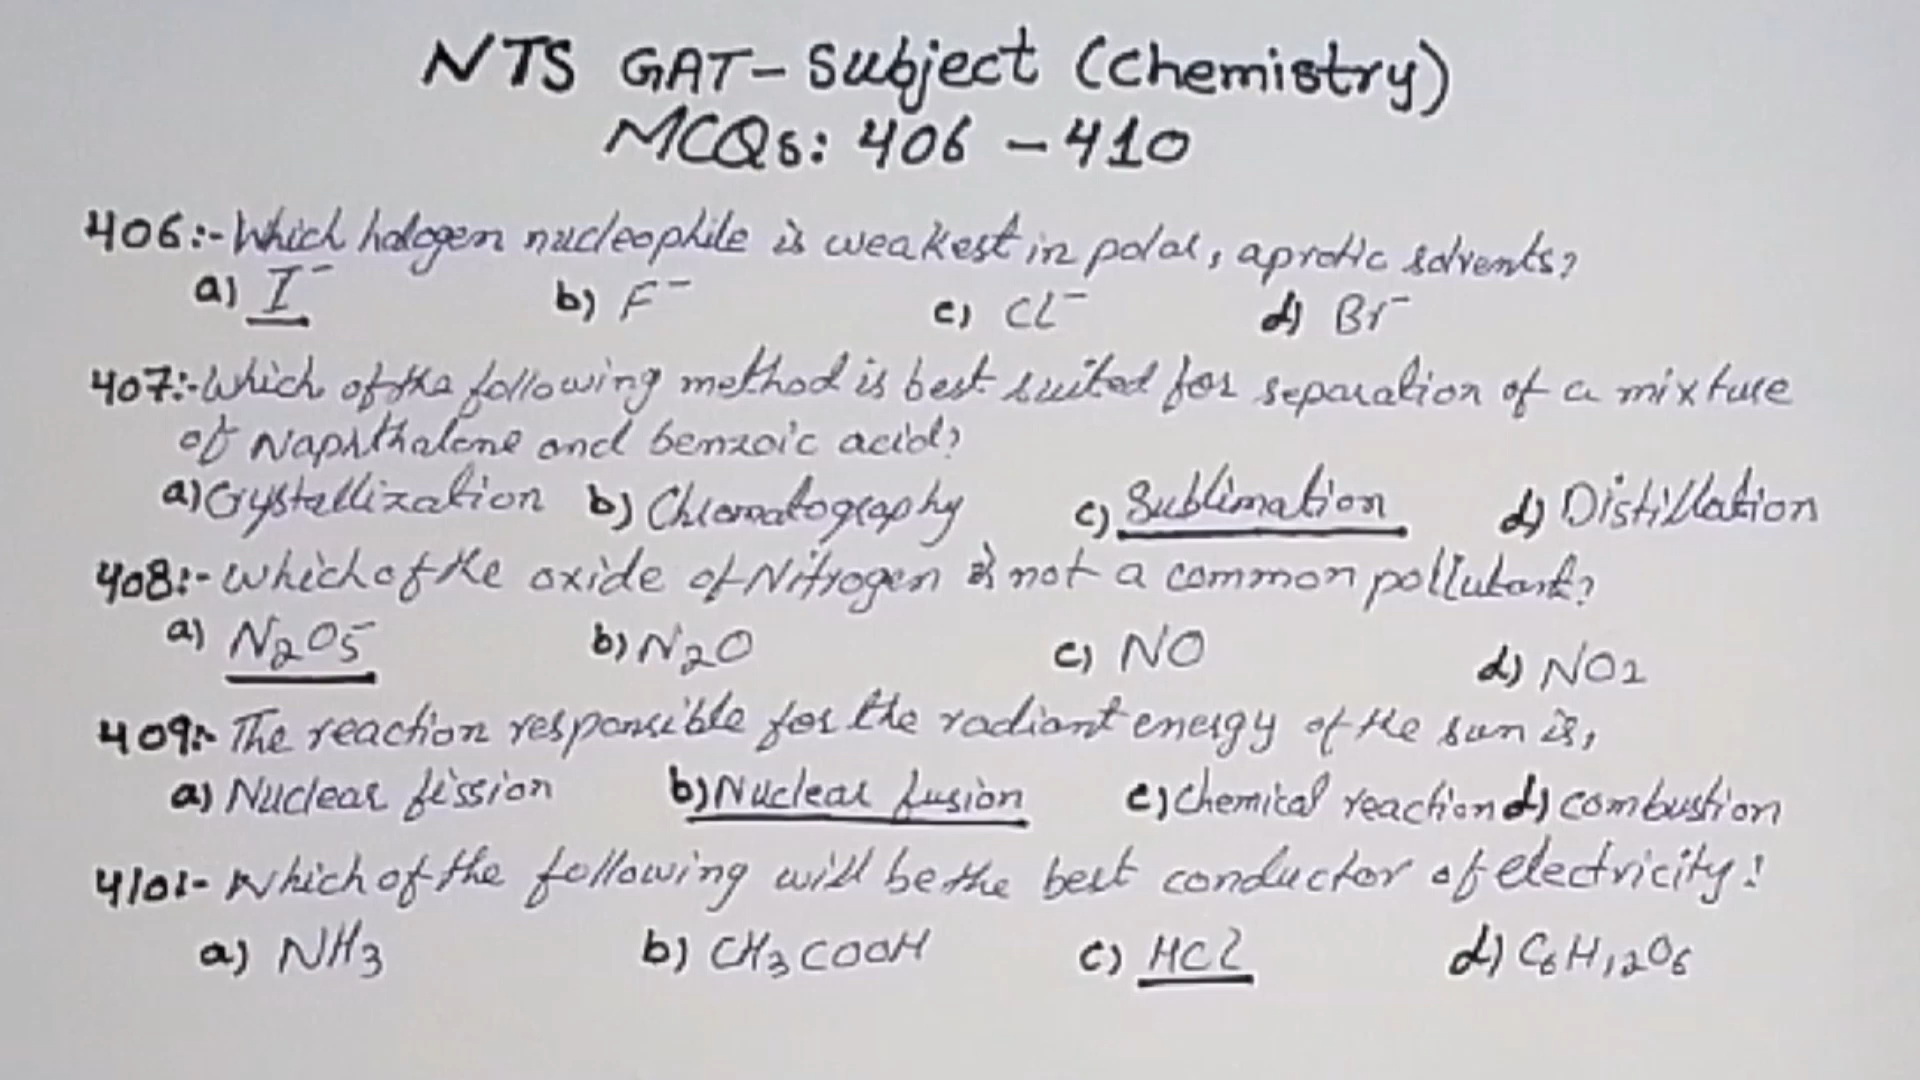 NTS GAT-Subject (Chemistry)
MCQs: 406 - 410
406:- Which halogen nucleophile is weakest in polar, aprotic solvents?
a) I⁻ b) F⁻ c) Cl⁻ d) Br⁻
407:- Which of the following method is best suited for separation of a mixture
of Naphthalene and benzoic acid?
a) Crystallization b) Chromatography c) Sublimation d) Distillation
408:- Which of the oxide of Nitrogen is not a common pollutant?
a) N₂O₅ b) N₂O c) NO d) NO₂
409:- The reaction responsible for the radiant energy of the sun is,
a) Nuclear fission b) Nuclear fusion c) Chemical reaction d) combustion
410:- Which of the following will be the best conductor of electricity?
a) NH₃ b) CH₃COOH c) HCl d) C₆H₁₂O₆